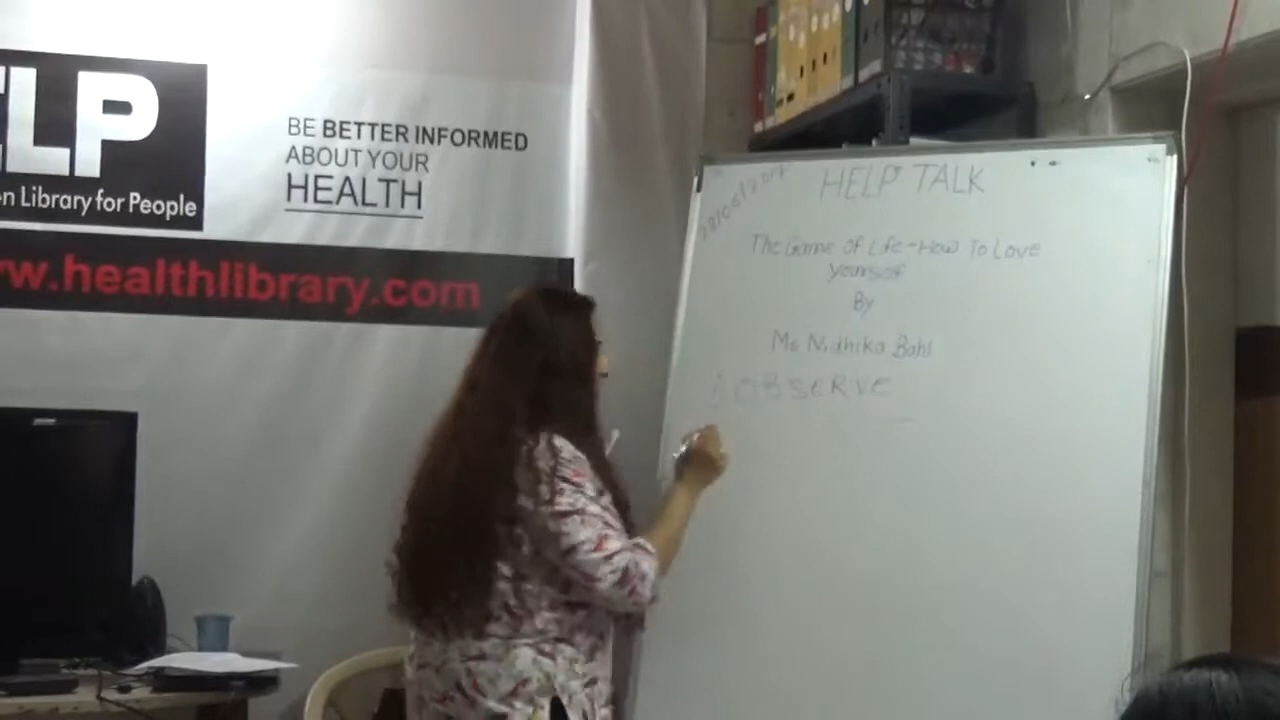 ELP
n Library for People
BE BETTER INFORMED
ABOUT YOUR
HEALTH
w.healthlibrary.com
HELP TALK
The Game of Life - How To Love
yourself
By
Ms Nidhika Bahl
i OBSERVE